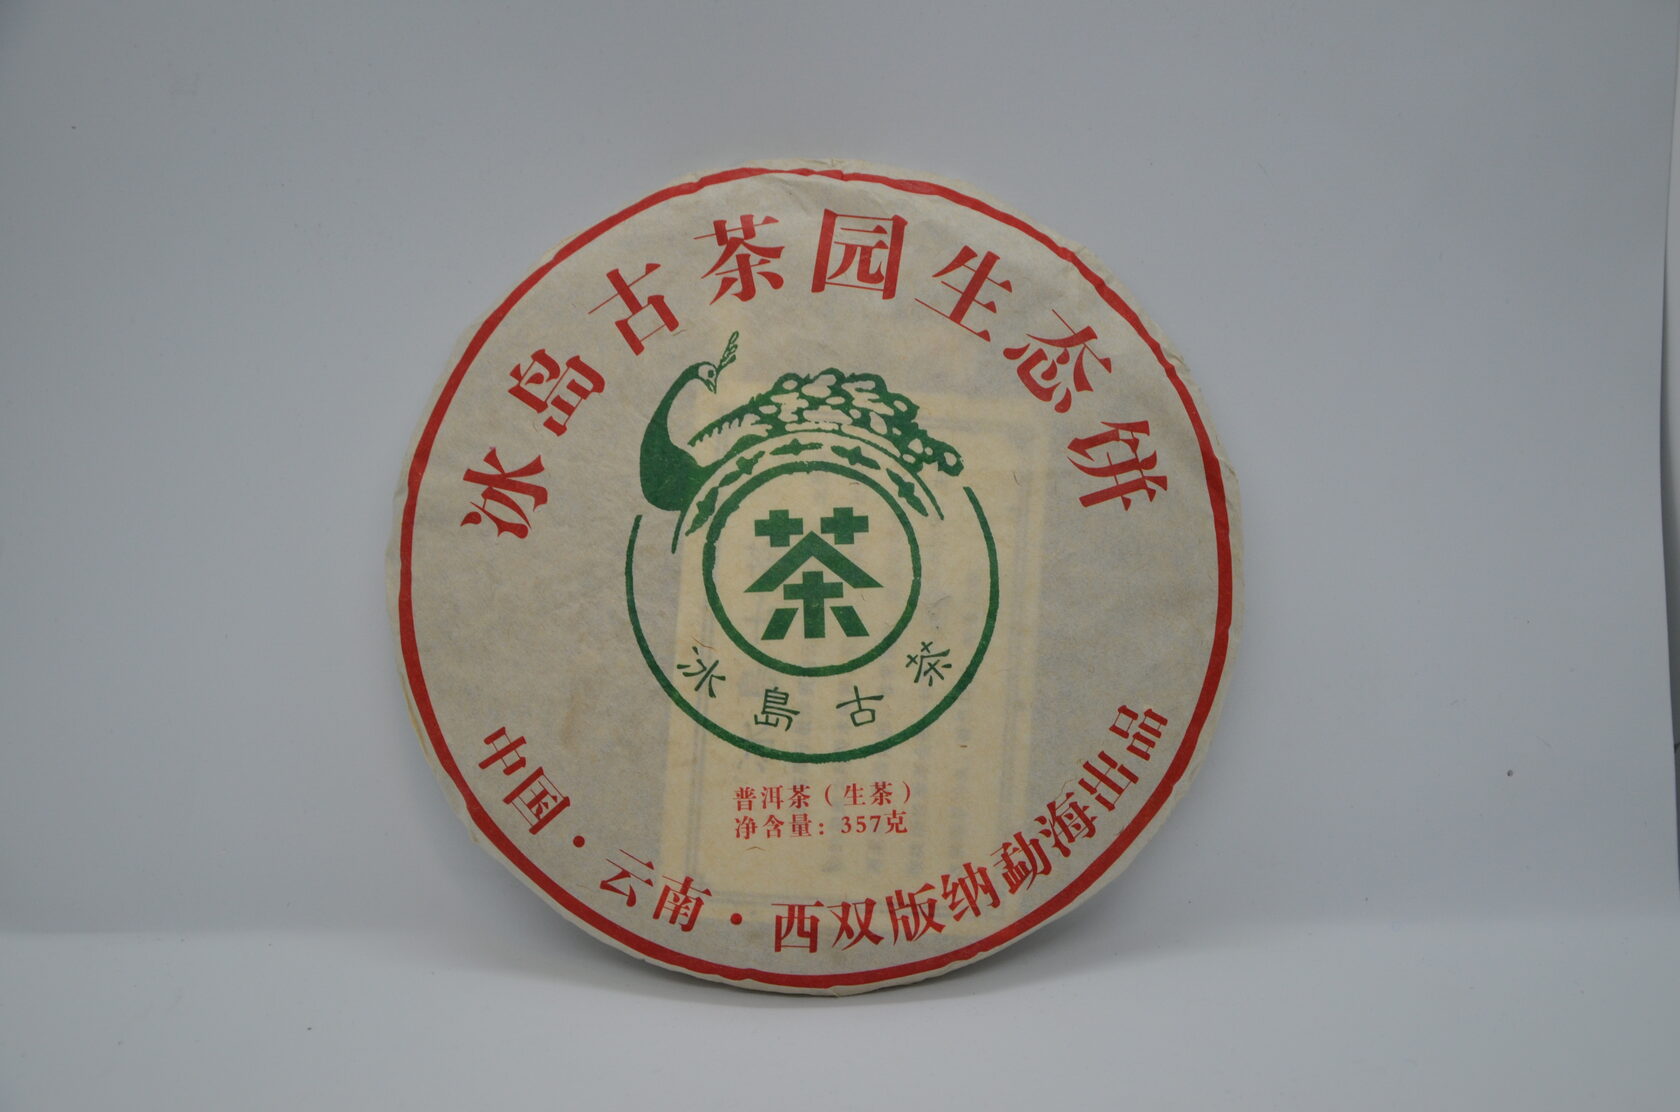 冰岛古茶园生态饼
茶
冰島古茶
普洱茶（生茶）
净含量：357克
中国·云南·西双版纳勐海出品